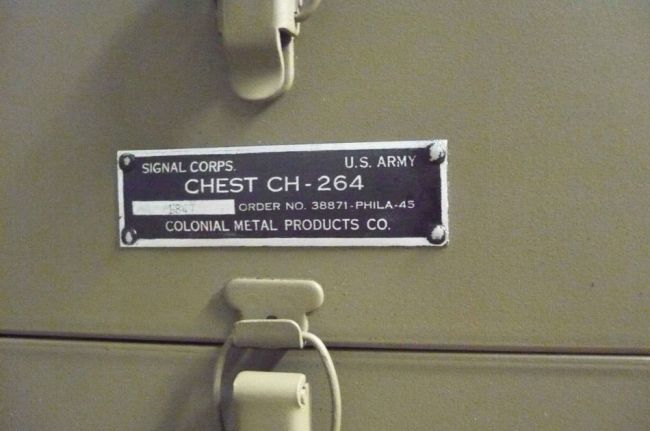 SIGNAL CORPS. U.S. ARMY
CHEST CH-264
ORDER NO. 38871-PHILA-45
COLONIAL METAL PRODUCTS CO.